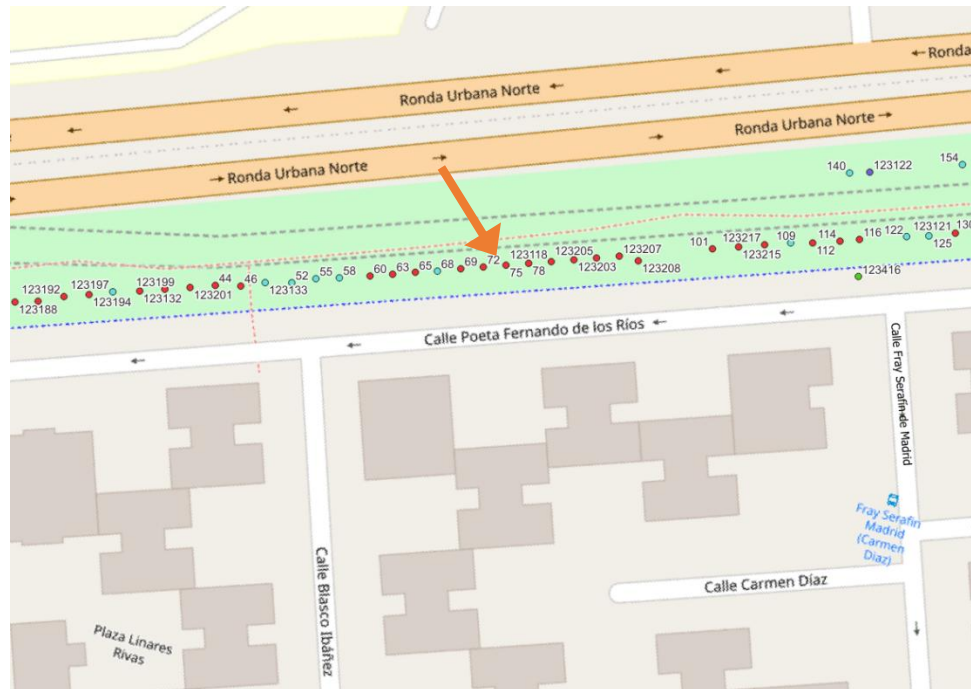 Ronda
Ronda Urbana Norte
Ronda Urbana Norte
Ronda Urbana Norte
140
123122
154
101
123217
109
114
116
122
123121
130
123215
112
125
123416
72
123118
123205
123207
60
63
65
68
69
75
78
123203
123208
52
55
58
123133
44
46
123199
123201
123132
123197
123194
123192
123188
Calle Poeta Fernando de los Ríos
Calle Fray Serafín de Madrid
Fray Serafín
Madrid
(Carmen
Díaz)
Calle Carmen Díaz
Calle Blasco Ibáñez
Plaza Linares
Rivas